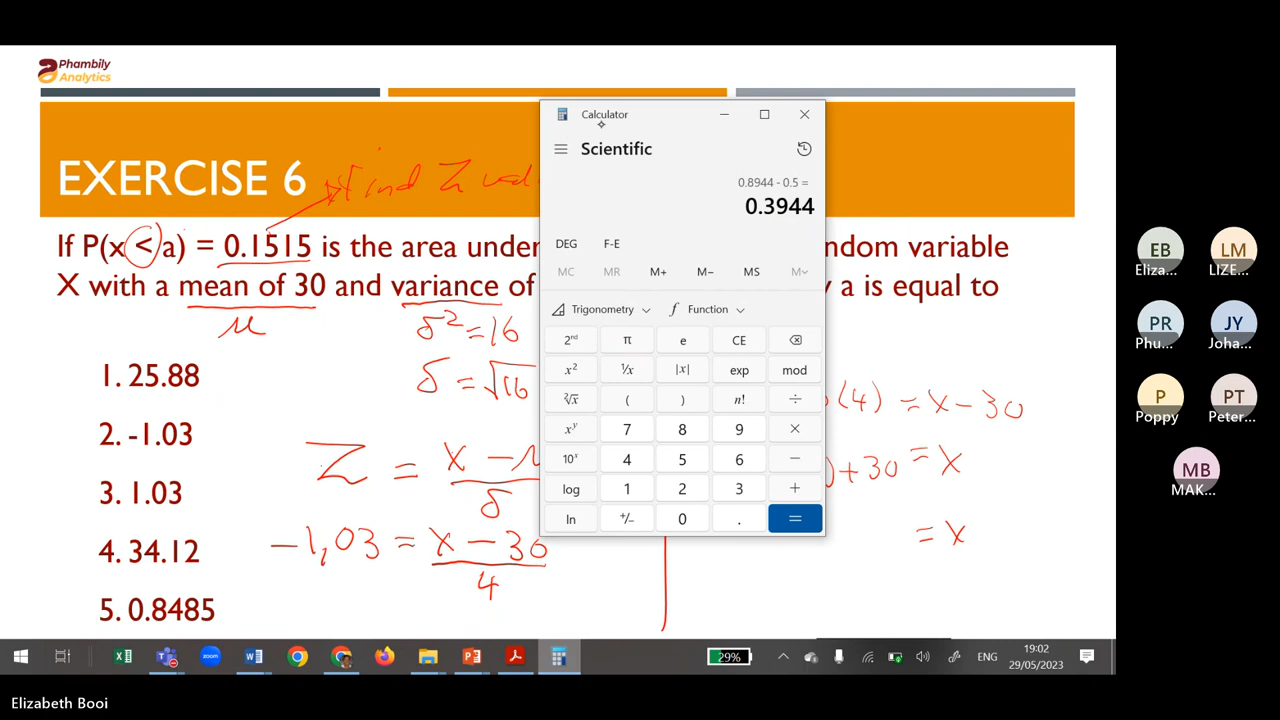 Phambily
Analytics
EXERCISE 6
find Z val
If P(x < a) = 0.1515 is the area under
ndom variable
X with a mean of 30 and variance of
y a is equal to
μ
δ² = 16
δ = √16
1. 25.88
2. -1.03
3. 1.03
4. 34.12
5. 0.8485
Z = x - μ
δ
-1,03 = x - 30
4
(4) = x - 30
) + 30 = x
= x
Calculator
Scientific
0.8944 - 0.5 =
0.3944
DEG F-E
MC MR M+ M- MS M
Trigonometry f Function
2nd π e CE
x² ¹/x |x| exp mod
²√x ( ) n! ÷
xʸ 7 8 9 ×
10ˣ 4 5 6 −
log 1 2 3 +
ln +/− 0 . =
EB
Eliza...
LM
LIZE...
PR
Phu...
JY
Joha...
P
Poppy
PT
Peter...
MB
MAK...
29%
ENG
19:02
29/05/2023
Elizabeth Booi